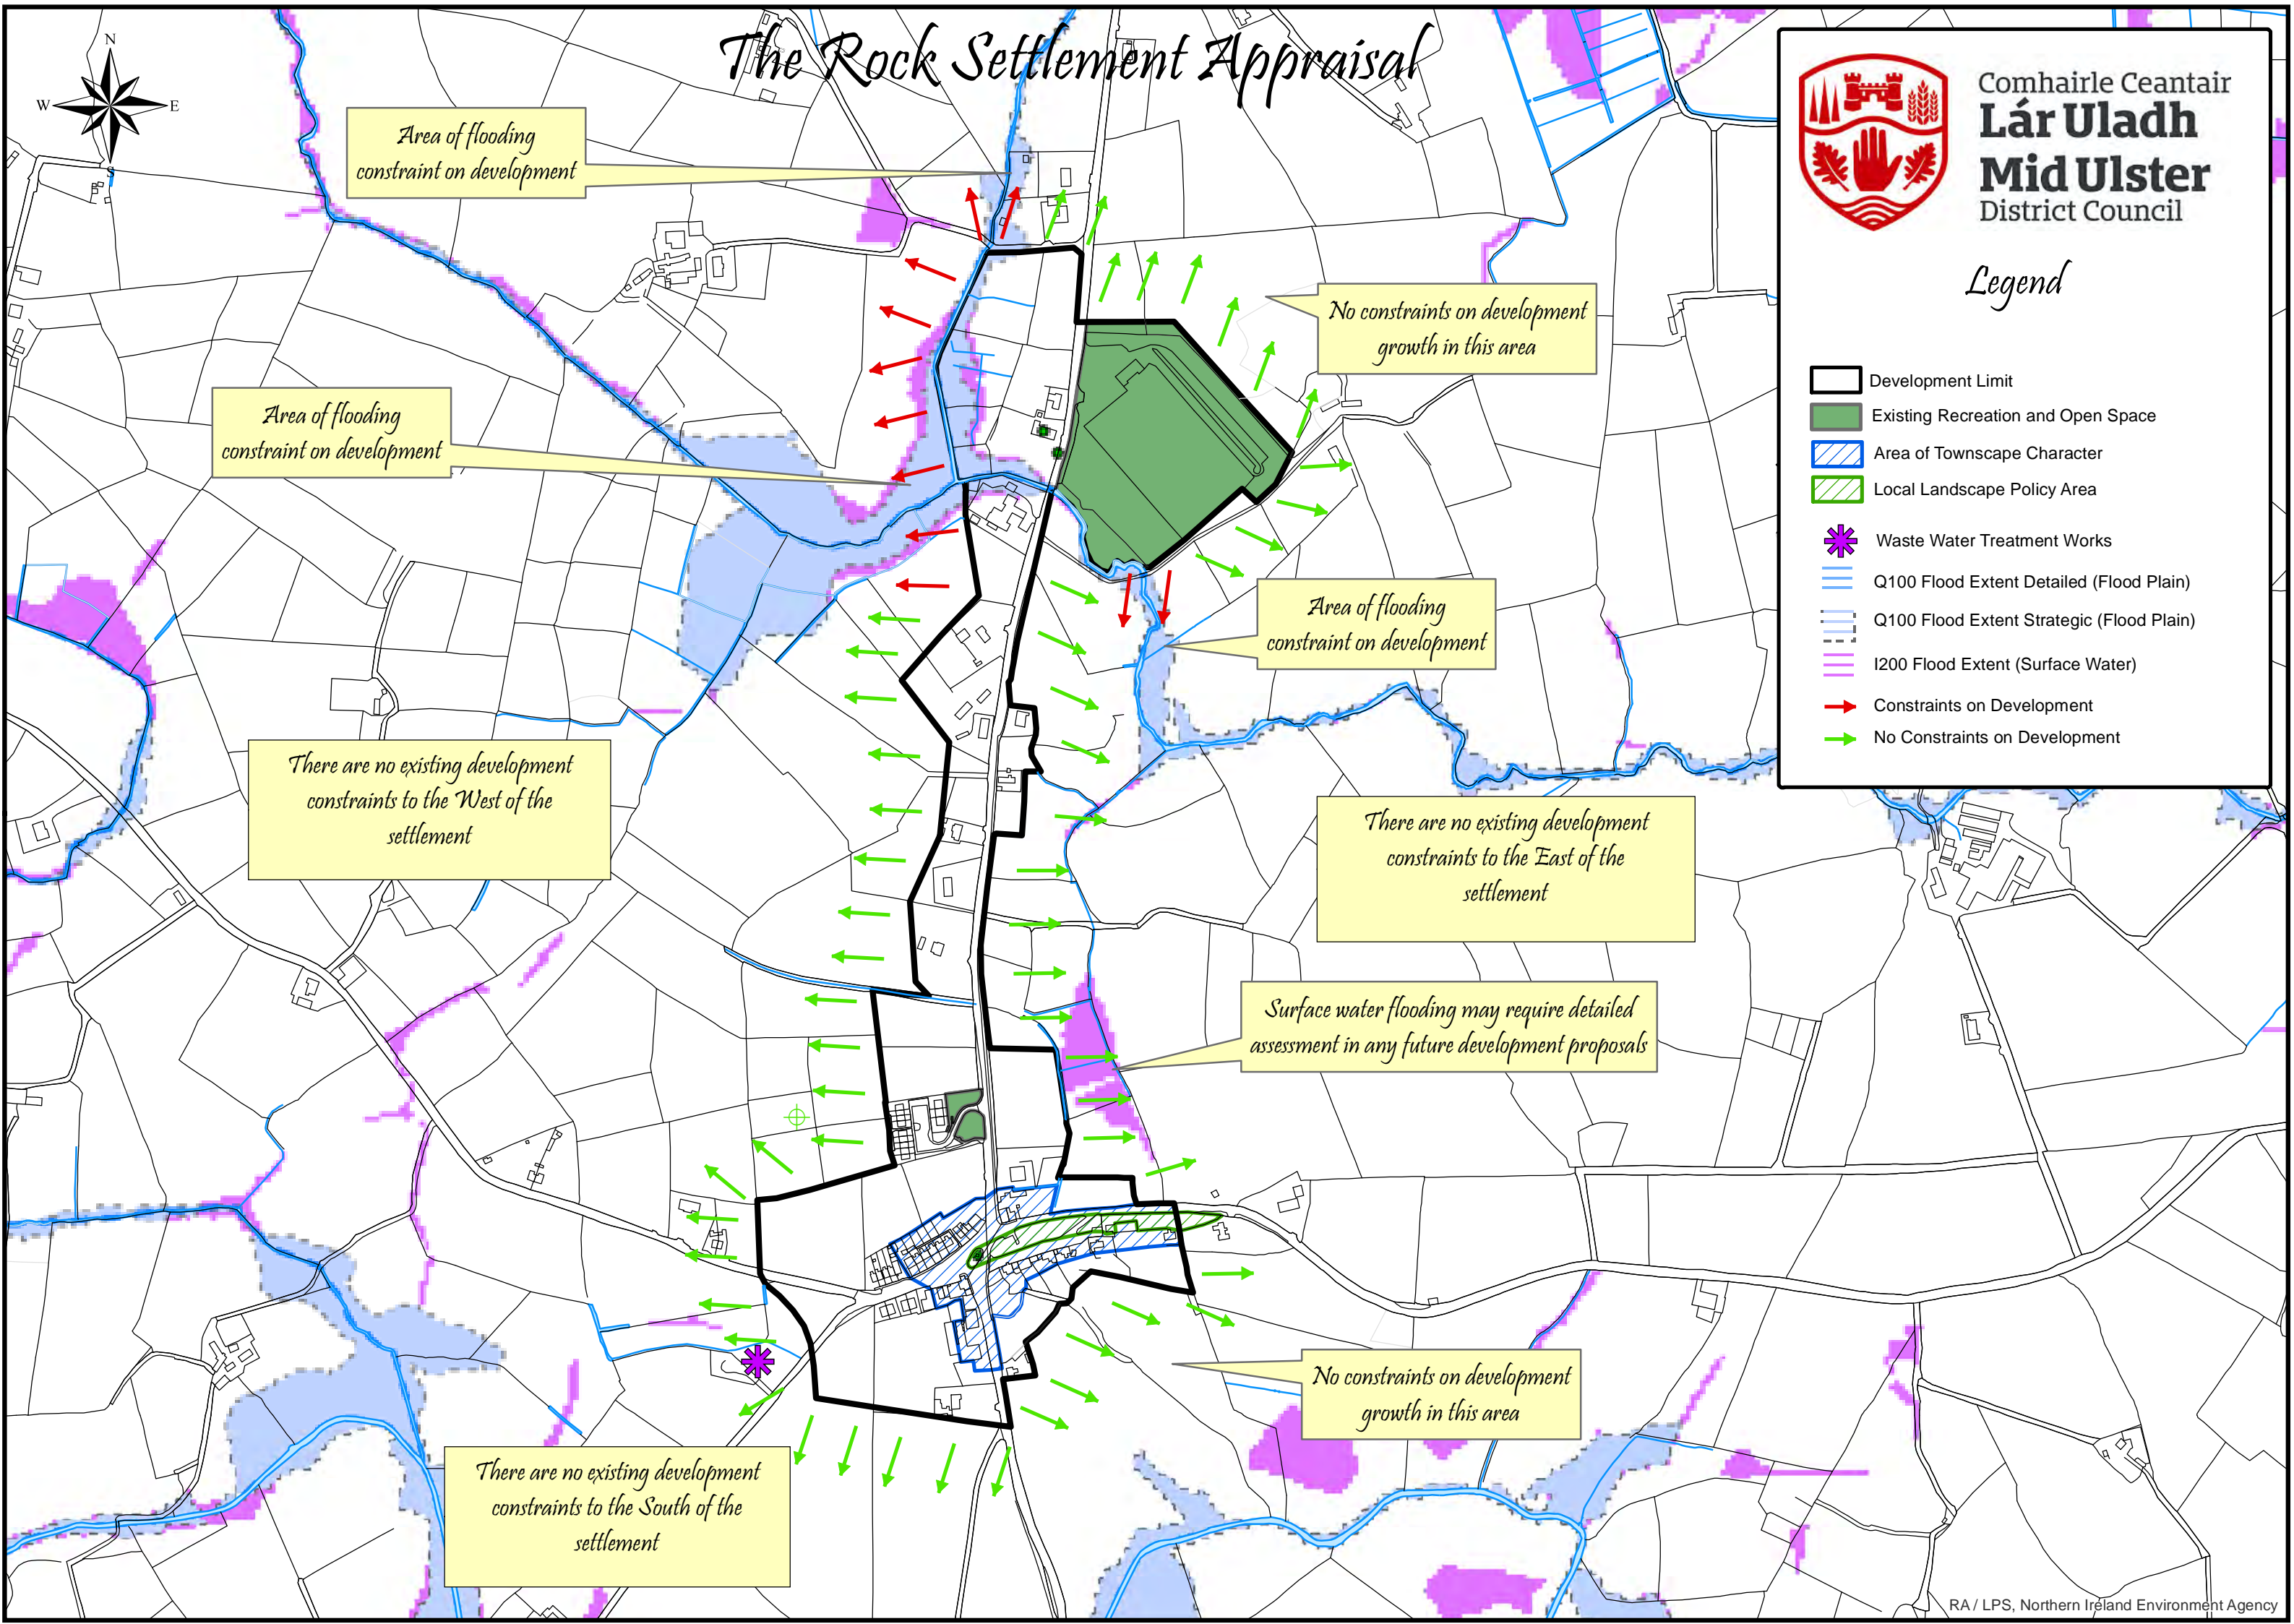 The Rock Settlement Appraisal
N
W
E
S
Area of flooding
constraint on development
Area of flooding
constraint on development
No constraints on development
growth in this area
Area of flooding
constraint on development
There are no existing development
constraints to the West of the
settlement
There are no existing development
constraints to the East of the
settlement
Surface water flooding may require detailed
assessment in any future development proposals
No constraints on development
growth in this area
There are no existing development
constraints to the South of the
settlement
Comhairle Ceantair
Lár Uladh
Mid Ulster
District Council
Legend
Development Limit
Existing Recreation and Open Space
Area of Townscape Character
Local Landscape Policy Area
Waste Water Treatment Works
Q100 Flood Extent Detailed (Flood Plain)
Q100 Flood Extent Strategic (Flood Plain)
I200 Flood Extent (Surface Water)
Constraints on Development
No Constraints on Development
RA / LPS, Northern Ireland Environment Agency